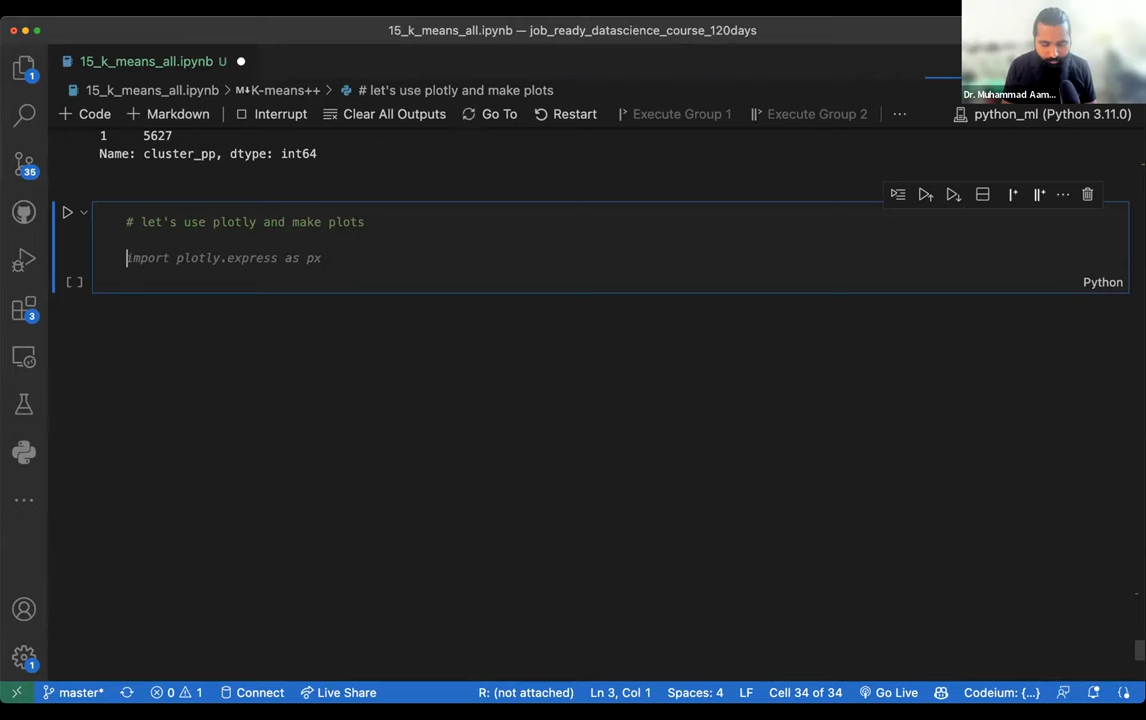 15_k_means_all.ipynb — job_ready_datascience_course_120days
15_k_means_all.ipynb U
15_k_means_all.ipynb > M↓K-means++ > # let's use plotly and make plots
+ Code + Markdown Interrupt Clear All Outputs Go To Restart Execute Group 1 Execute Group 2 ... python_ml (Python 3.11.0)
Dr. Muhammad Aam...
1 5627
Name: cluster_pp, dtype: int64
# let's use plotly and make plots
import plotly.express as px
[ ]
Python
1
35
3
1
master* 0 1 Connect Live Share R: (not attached) Ln 3, Col 1 Spaces: 4 LF Cell 34 of 34 Go Live Codeium: {...}